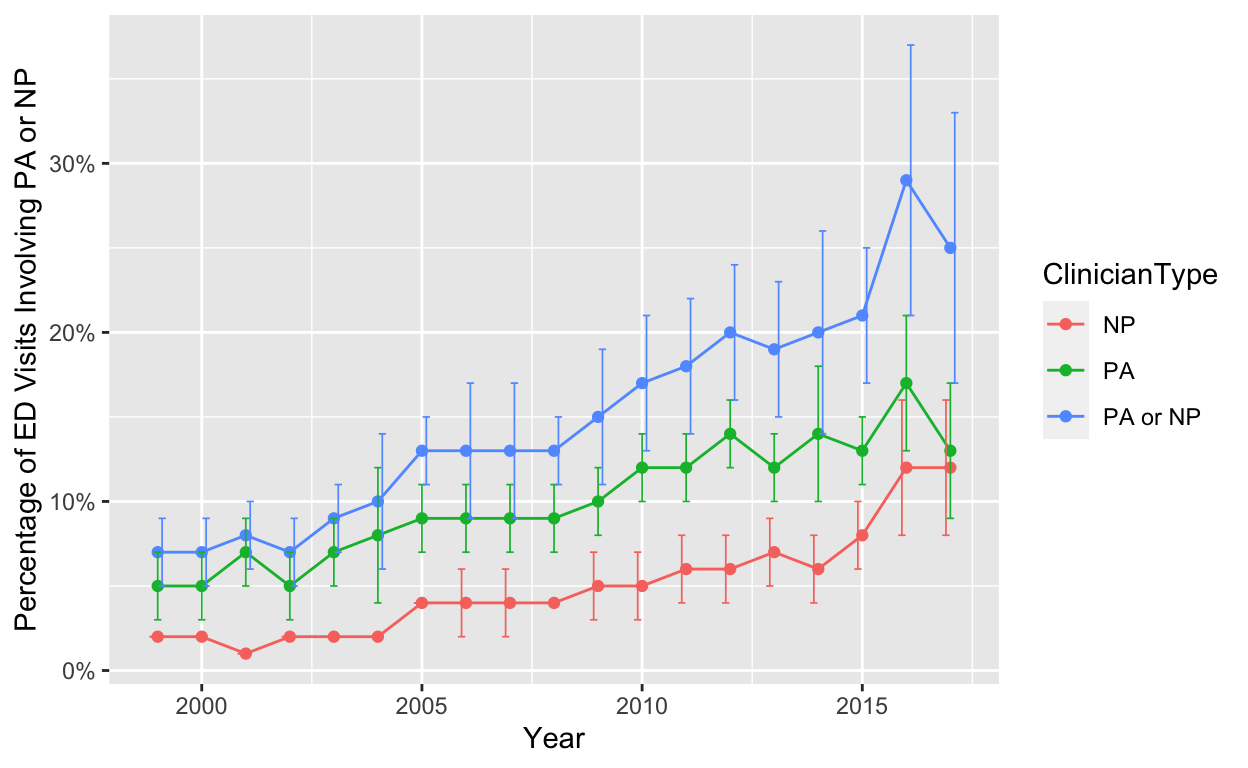 Percentage of ED Visits Involving PA or NP
30%
20%
10%
0%
2000
2005
2010
2015
Year
ClinicianType
NP
PA
PA or NP